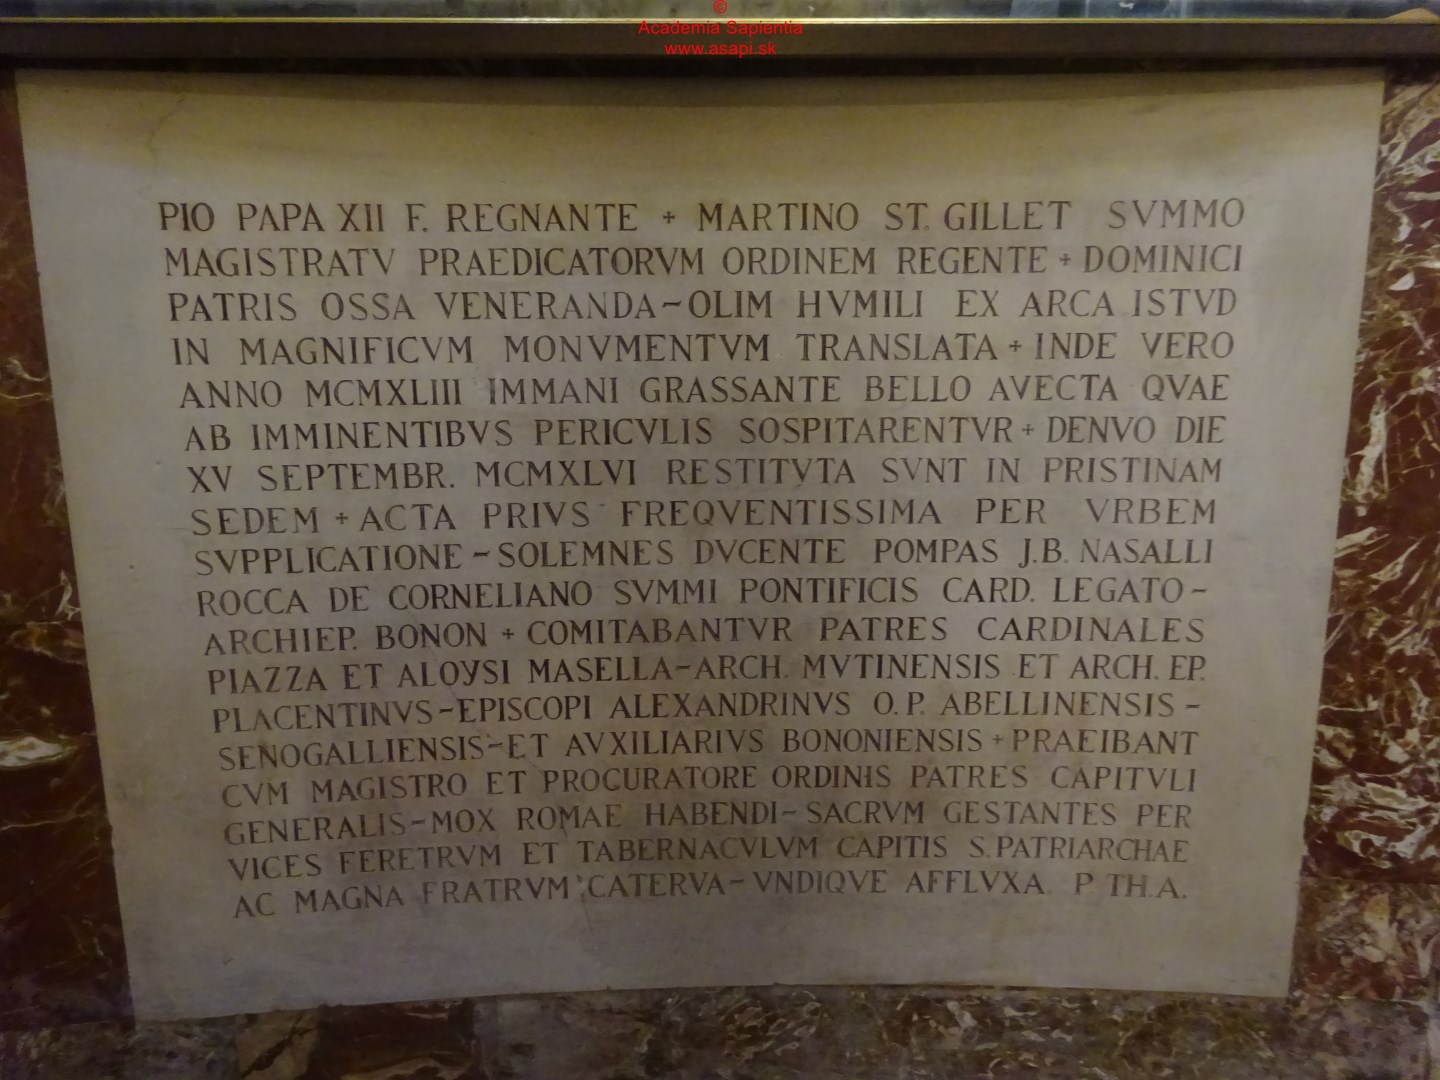 ©
Academia Sapientia
www.asapi.sk
PIO PAPA XII F. REGNANTE + MARTINO ST. GILLET SVMMO
MAGISTRATV PRAEDICATORVM ORDINEM REGENTE + DOMINICI
PATRIS OSSA VENERANDA ~ OLIM HVMILI EX ARCA ISTVD
IN MAGNIFICVM MONVMENTVM TRANSLATA + INDE VERO
ANNO MCMXLIII IMMANI GRASSANTE BELLO AVECTA QVAE
AB IMMINENTIBVS PERICVLIS SOSPITARENTVR + DENVO DIE
XV SEPTEMBR. MCMXLVI RESTITVTA SVNT IN PRISTINAM
SEDEM + ACTA PRIVS FREQVENTISSIMA PER VRBEM
SVPPLICATIONE ~ SOLEMNES DVCENTE POMPAS J.B. NASALLI
ROCCA DE CORNELIANO SVMMI PONTIFICIS CARD. LEGATO ~
ARCHIEP. BONON + COMITABANTVR PATRES CARDINALES
PIAZZA ET ALOYSI MASELLA ~ ARCH. MVTINENSIS ET ARCH. EP.
PLACENTINVS ~ EPISCOPI ALEXANDRINVS O.P. ABELLINENSIS ~
SENOGALLIENSIS ~ ET AVXILIARIVS BONONIENSIS + PRAEIBANT
CVM MAGISTRO ET PROCURATORE ORDINIS PATRES CAPITVLI
GENERALIS ~ MOX ROMAE HABENDI ~ SACRVM GESTANTES PER
VICES FERETRVM ET TABERNACVLVM CAPITIS S. PATRIARCHAE
AC MAGNA FRATRVM CATERVA ~ VNDIQVE AFFLVXA. P. TH. A.